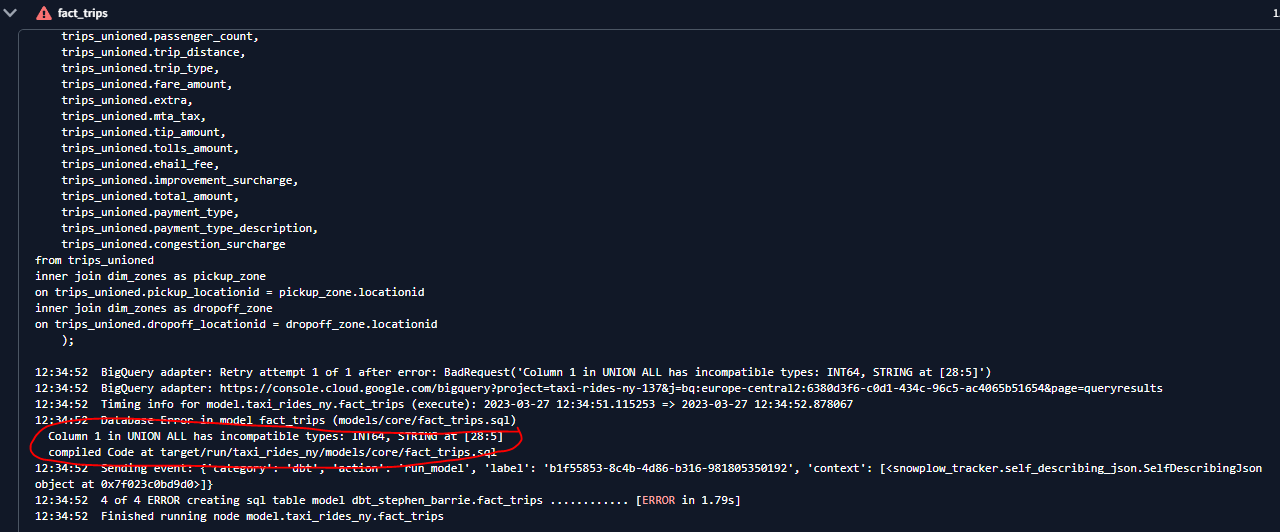 fact_trips
1
trips_unioned.passenger_count,
trips_unioned.trip_distance,
trips_unioned.trip_type,
trips_unioned.fare_amount,
trips_unioned.extra,
trips_unioned.mta_tax,
trips_unioned.tip_amount,
trips_unioned.tolls_amount,
trips_unioned.ehail_fee,
trips_unioned.improvement_surcharge,
trips_unioned.total_amount,
trips_unioned.payment_type,
trips_unioned.payment_type_description,
trips_unioned.congestion_surcharge
from trips_unioned
inner join dim_zones as pickup_zone
on trips_unioned.pickup_locationid = pickup_zone.locationid
inner join dim_zones as dropoff_zone
on trips_unioned.dropoff_locationid = dropoff_zone.locationid
);
12:34:52 BigQuery adapter: Retry attempt 1 of 1 after error: BadRequest('Column 1 in UNION ALL has incompatible types: INT64, STRING at [28:5]')
12:34:52 BigQuery adapter: https://console.cloud.google.com/bigquery?project=taxi-rides-ny-137&j=bq:europe-central2:6380d3f6-c0d1-434c-96c5-ac4065b51654&page=queryresults
12:34:52 Timing info for model.taxi_rides_ny.fact_trips (execute): 2023-03-27 12:34:51.115253 => 2023-03-27 12:34:52.878067
12:34:52 Database Error in model fact_trips (models/core/fact_trips.sql)
Column 1 in UNION ALL has incompatible types: INT64, STRING at [28:5]
compiled Code at target/run/taxi_rides_ny/models/core/fact_trips.sql
12:34:52 Sending event: {'category': 'dbt', 'action': 'run_model', 'label': 'b1f55853-8c4b-4d86-b316-981805350192', 'context': [<snowplow_tracker.self_describing_json.SelfDescribingJson
object at 0x7f023c0bd9d0>]}
12:34:52 4 of 4 ERROR creating sql table model dbt_stephen_barrie.fact_trips ............ [ERROR in 1.79s]
12:34:52 Finished running node model.taxi_rides_ny.fact_trips